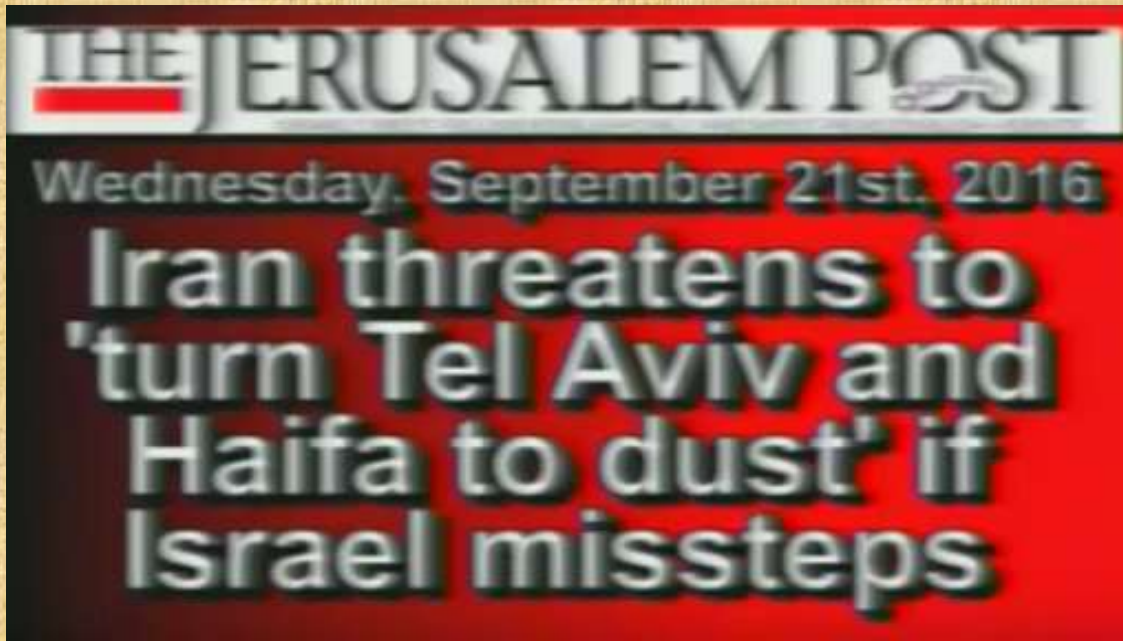 THE JERUSALEM POST
Wednesday, September 21st, 2016
Iran threatens to
'turn Tel Aviv and
Haifa to dust' if
Israel missteps